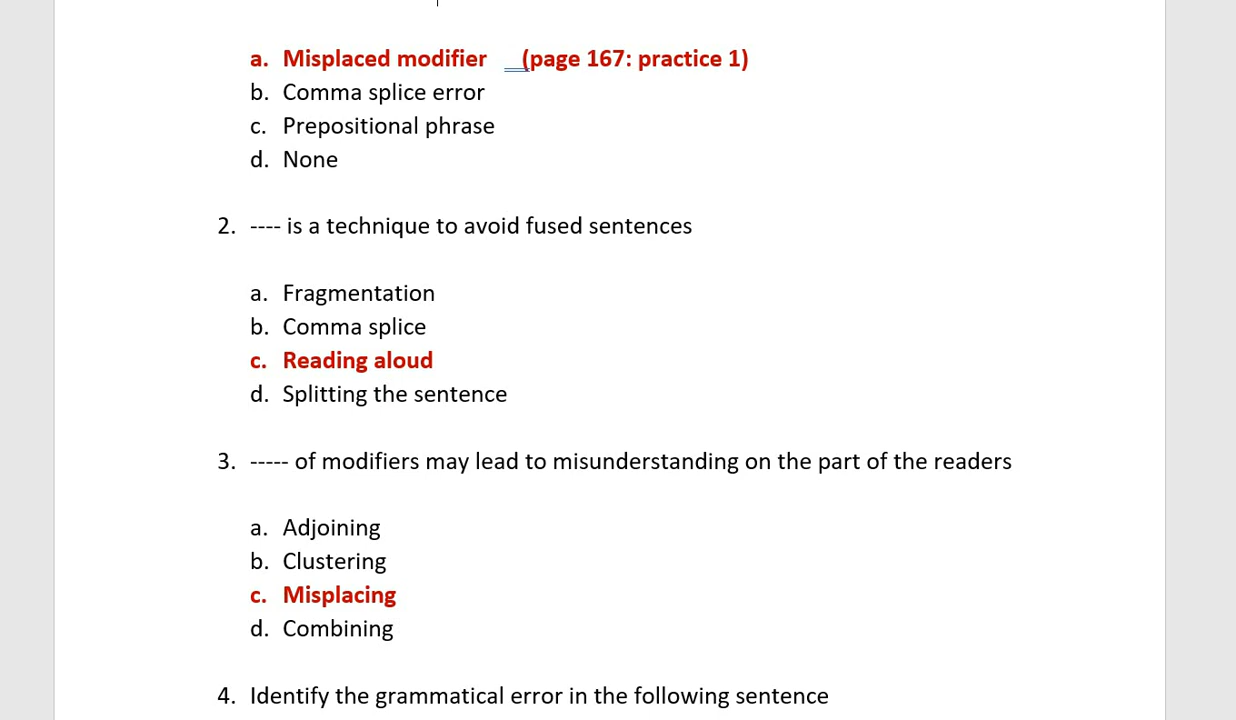 a. Misplaced modifier __(page 167: practice 1)
b. Comma splice error
c. Prepositional phrase
d. None
2. ---- is a technique to avoid fused sentences
a. Fragmentation
b. Comma splice
c. Reading aloud
d. Splitting the sentence
3. ----- of modifiers may lead to misunderstanding on the part of the readers
a. Adjoining
b. Clustering
c. Misplacing
d. Combining
4. Identify the grammatical error in the following sentence